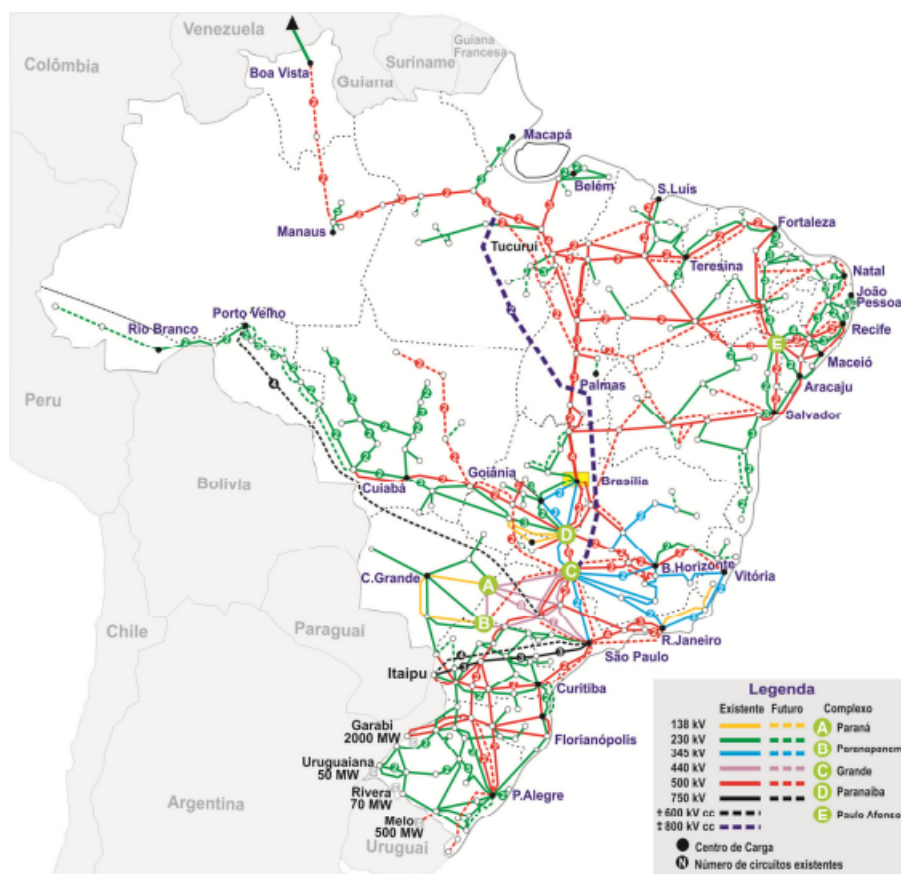 Venezuela
Guiana
Francesa
Suriname
Colômbia
Guiana
Boa Vista
Macapá
Belém
S.Luis
Manaus
Tucuruí
Fortaleza
Teresina
Natal
João
Pessoa
Recife
Porto Velho
Rio Branco
E
Maceió
Palmas
Aracaju
Salvador
Peru
Bolivia
Goiânia
Brasilia
Cuiabá
D
C.Grande
A
C
B.Horizonte
Vitória
B
Chile
Paraguai
R.Janeiro
São Paulo
Itaipu
Curitiba
Garabi
2000 MW
Florianópolis
Uruguaiana
50 MW
Rivera
70 MW
P.Alegre
Melo
500 MW
Argentina
Uruguai
Legenda
Existente Futuro Complexo
138 kV A Paraná
230 kV
345 kV B
440 kV C Grande
500 kV
750 kV D Paranaiba
±600 kV cc
±800 kV cc E Paulo Afonso
Centro de Carga
N Número de circuitos existentes